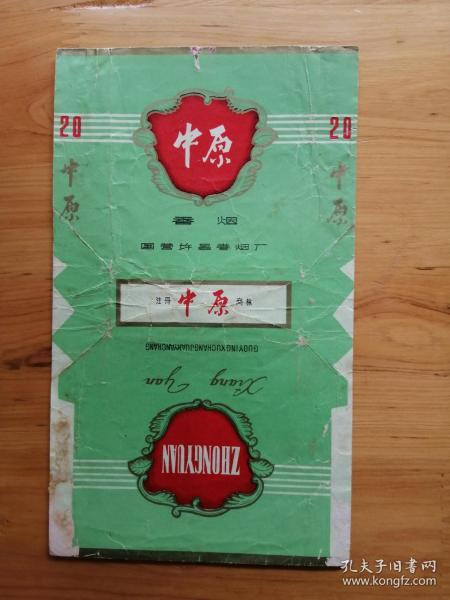 中原
20
20
中原
中原
香烟
国营许昌卷烟厂
注册 中原 商标
GUOYINGXUCHANGJUANYANCHANG
Xiang Yan
ZHONGYUAN
孔夫子旧书网
www.kongfz.com